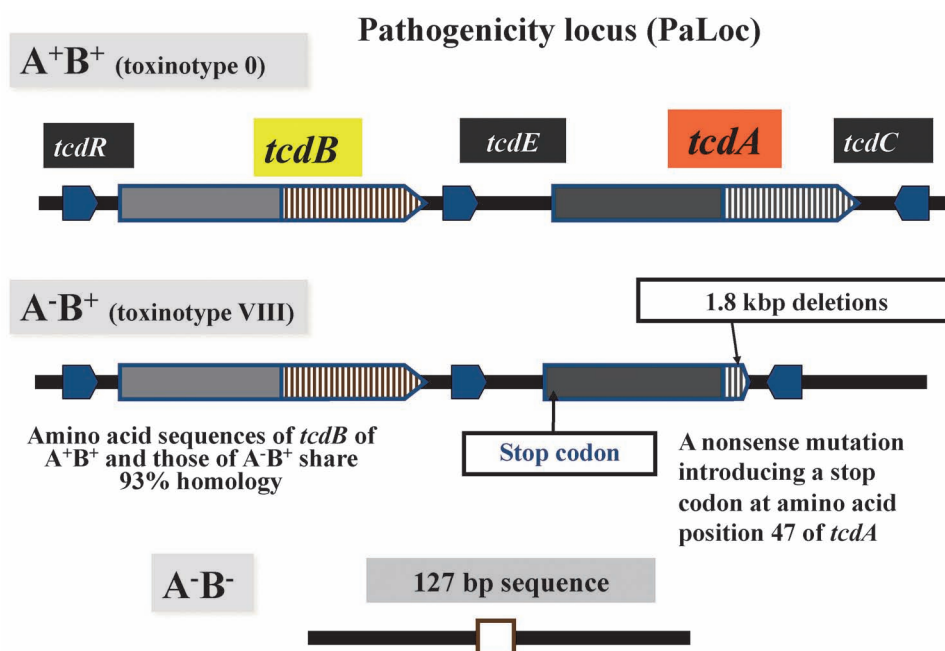 Pathogenicity locus (PaLoc)
A⁺B⁺ (toxinotype 0)
tcdR
tcdB
tcdE
tcdA
tcdC
A⁻B⁺ (toxinotype VIII)
1.8 kbp deletions
Amino acid sequences of tcdB of
A⁺B⁺ and those of A⁻B⁺ share
93% homology
Stop codon
A nonsense mutation
introducing a stop
codon at amino acid
position 47 of tcdA
A⁻B⁻
127 bp sequence